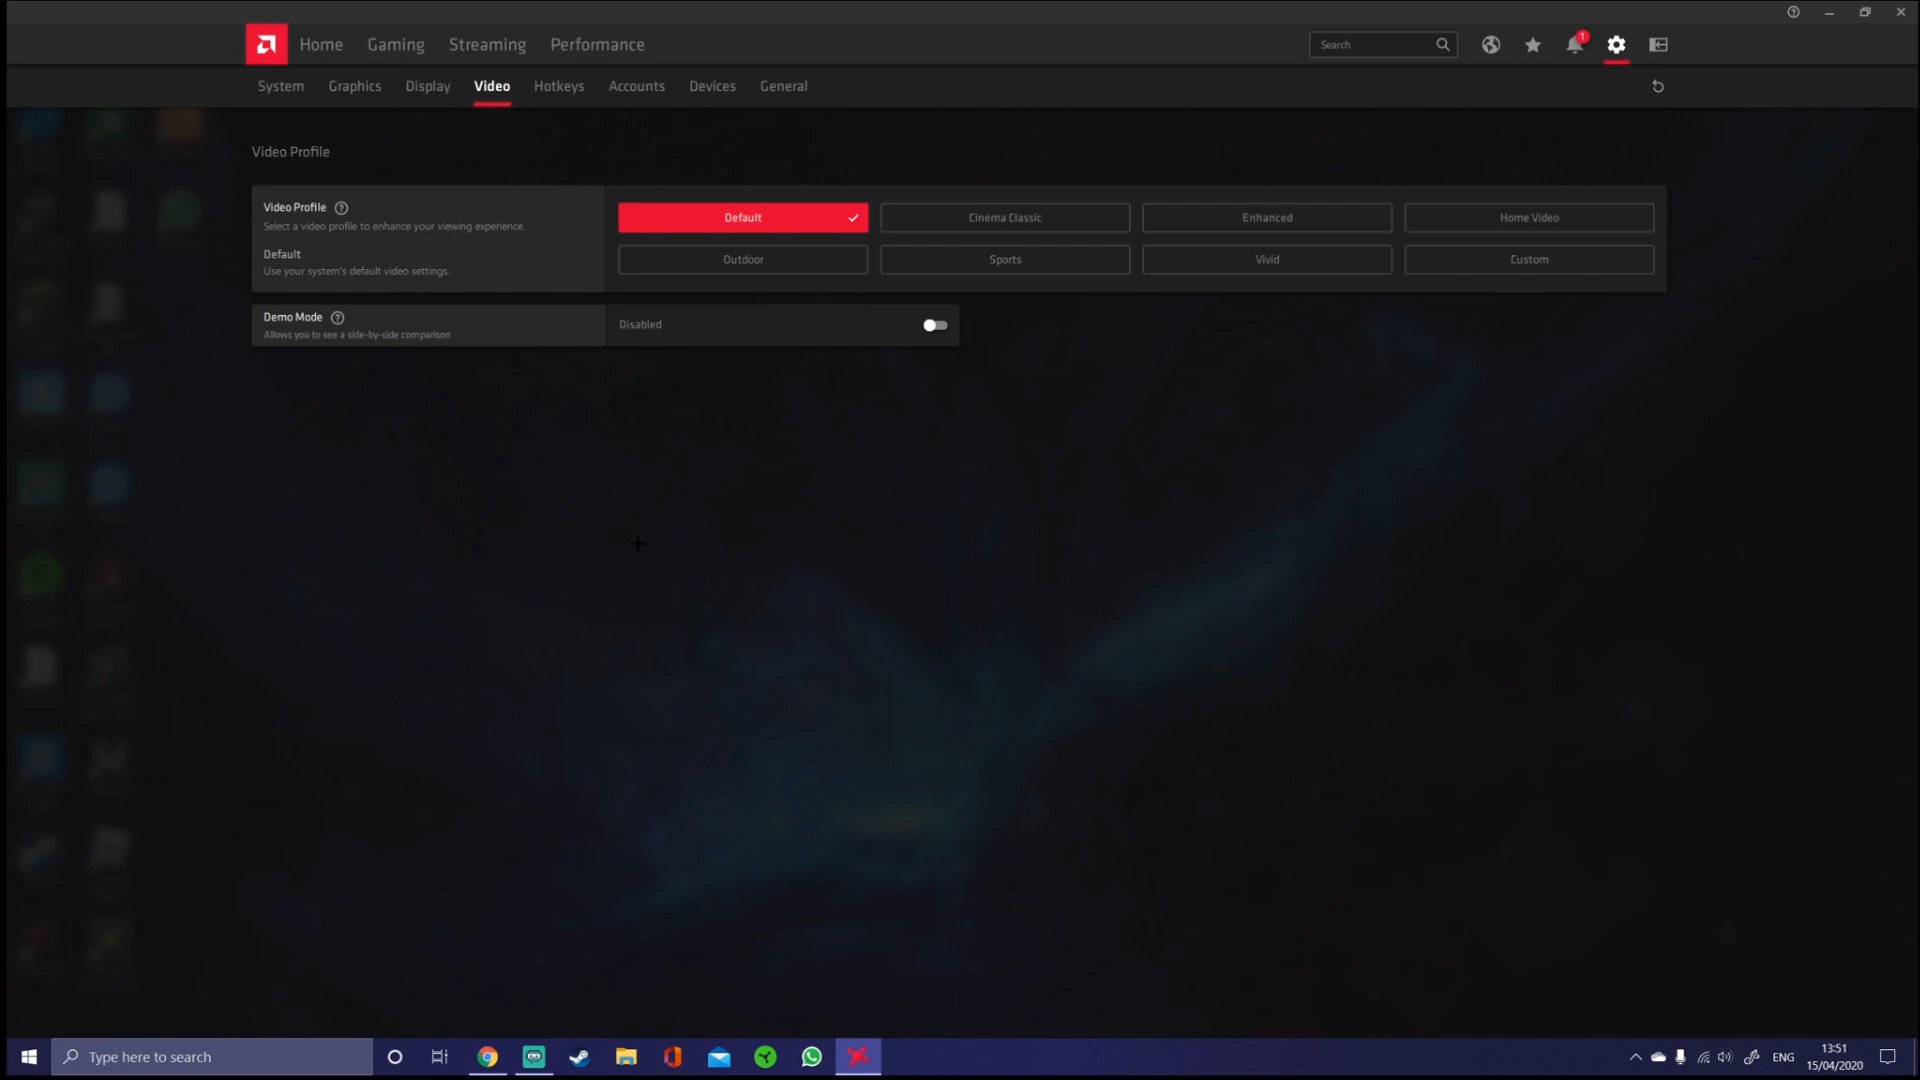 Home Gaming Streaming Performance Search 1
System Graphics Display Video Hotkeys Accounts Devices General
Video Profile
Video Profile
Select a video profile to enhance your viewing experience.
Default
Use your system's default video settings.
Default Cinema Classic Enhanced Home Video
Outdoor Sports Vivid Custom
Demo Mode
Allows you to see a side-by-side comparison
Disabled
Type here to search
ENG
13:51
15/04/2020